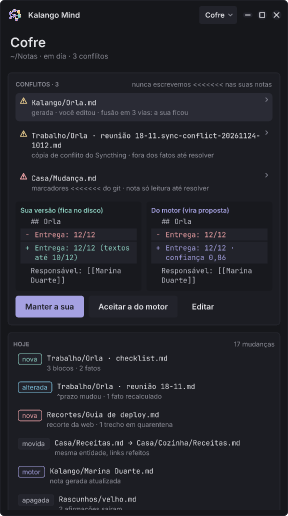 Kalango Mind
Cofre
Cofre
~/Notas · em dia · 3 conflitos
CONFLITOS · 3
nunca escrevemos <<<<<<< nas suas notas
Kalango/Orla.md
gerada · você editou · fusão em 3 vias: a sua ficou
Trabalho/Orla · reunião 18-11.sync-conflict-20261124-
1012.md
cópia de conflito do Syncthing · fora dos fatos até resolver
Casa/Mudança.md
marcadores <<<<<<< do git · nota só leitura até resolver
Sua versão (fica no disco)
## Orla
- Entrega: 12/12
+ Entrega: 12/12 (textos
até 10/12)
Responsável: [[Marina
Duarte]]
Do motor (vira proposta)
## Orla
- Entrega: 12/12
+ Entrega: 12/12 ·
confiança 0,86
Responsável: [[Marina
Duarte]]
Manter a sua
Aceitar a do motor
Editar
HOJE
17 mudanças
nova
Trabalho/Orla · checklist.md
3 blocos · 2 fatos
alterada
Trabalho/Orla · reunião 18-11.md
^prazo mudou · 1 fato recalculado
nova
Recortes/Guia de deploy.md
recorte da web · 1 trecho em quarentena
movida
Casa/Receitas.md → Casa/Cozinha/Receitas.md
mesma entidade, links refeitos
motor
Kalango/Marina Duarte.md
nota gerada atualizada
apagada
Rascunhos/velho.md
2 afirmações saíram